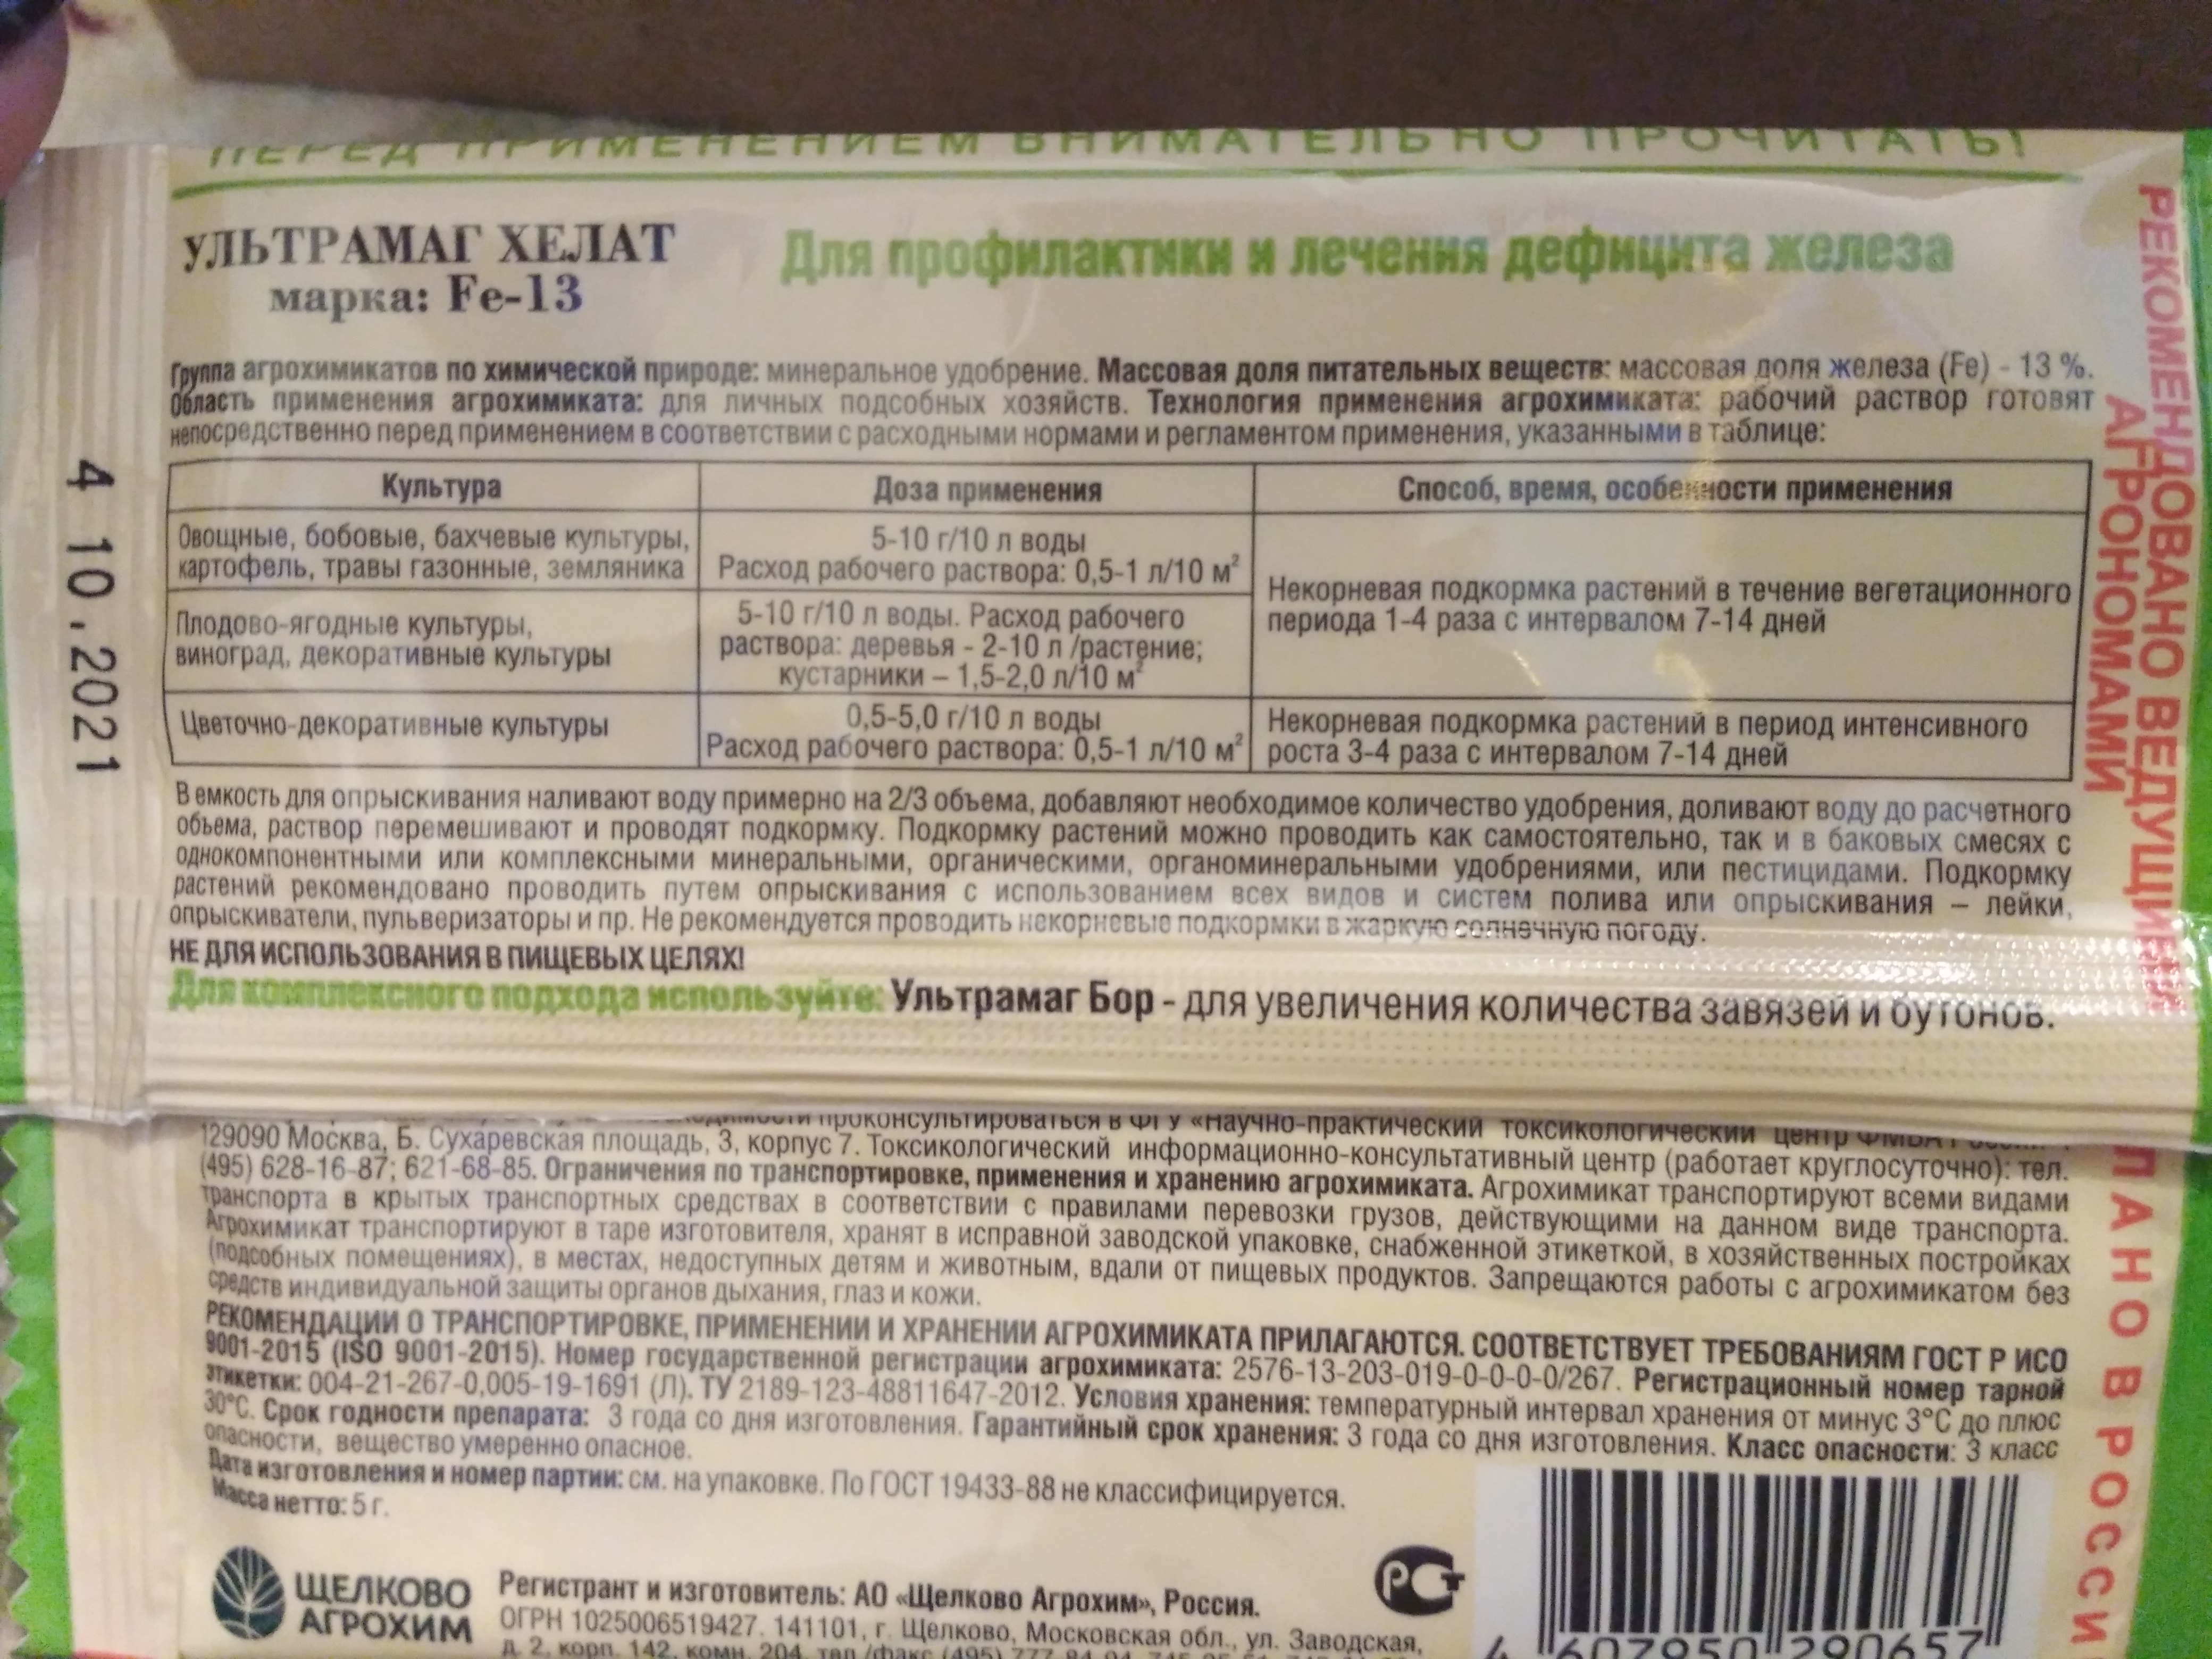 ПЕРЕД ПРИМЕНЕНИЕМ ВНИМАТЕЛЬНО ПРОЧИТАТЬ!
УЛЬТРАМАГ ХЕЛАТ
марка: Fe-13
Для профилактики и лечения дефицита железа
Группа агрохимикатов по химической природе: минеральное удобрение. Массовая доля питательных веществ: массовая доля железа (Fe) - 13 %.
Область применения агрохимиката: для личных подсобных хозяйств. Технология применения агрохимиката: рабочий раствор готовят
непосредственно перед применением в соответствии с расходными нормами и регламентом применения, указанными в таблице:
Культура
Доза применения
Способ, время, особенности применения
Овощные, бобовые, бахчевые культуры,
картофель, травы газонные, земляника
5-10 г/10 л воды
Расход рабочего раствора: 0,5-1 л/10 м²
Некорневая подкормка растений в течение вегетационного
периода 1-4 раза с интервалом 7-14 дней
Плодово-ягодные культуры,
виноград, декоративные культуры
5-10 г/10 л воды. Расход рабочего
раствора: деревья - 2-10 л /растение;
кустарники – 1,5-2,0 л/10 м²
Цветочно-декоративные культуры
0,5-5,0 г/10 л воды
Расход рабочего раствора: 0,5-1 л/10 м²
Некорневая подкормка растений в период интенсивного
роста 3-4 раза с интервалом 7-14 дней
В емкость для опрыскивания наливают воду примерно на 2/3 объема, добавляют необходимое количество удобрения, доливают воду до расчетного
объема, раствор перемешивают и проводят подкормку. Подкормку растений можно проводить как самостоятельно, так и в баковых смесях с
однокомпонентными или комплексными минеральными, органическими, органоминеральными удобрениями, или пестицидами. Подкормку
растений рекомендовано проводить путем опрыскивания с использованием всех видов и систем полива или опрыскивания – лейки,
опрыскиватели, пульверизаторы и пр. Не рекомендуется проводить некорневые подкормки в жаркую солнечную погоду.
НЕ ДЛЯ ИСПОЛЬЗОВАНИЯ В ПИЩЕВЫХ ЦЕЛЯХ!
Для комплексного подхода используйте: Ультрамаг Бор - для увеличения количества завязей и бутонов.
4 10.2021
РЕКОМЕНДОВАНО ВЕДУЩИМИ
АГРОНОМАМИ
проконсультироваться в ФГУ «Научно-практический токсикологический центр ФМБА
129090 Москва, Б. Сухаревская площадь, 3, корпус 7. Токсикологический информационно-консультативный центр (работает круглосуточно): тел.
(495) 628-16-87; 621-68-85. Ограничения по транспортировке, применения и хранению агрохимиката. Агрохимикат транспортируют всеми видами
транспорта в крытых транспортных средствах в соответствии с правилами перевозки грузов, действующими на данном виде транспорта.
Агрохимикат транспортируют в таре изготовителя, хранят в исправной заводской упаковке, снабженной этикеткой, в хозяйственных постройках
(подсобных помещениях), в местах, недоступных детям и животным, вдали от пищевых продуктов. Запрещаются работы с агрохимикатом без
средств индивидуальной защиты органов дыхания, глаз и кожи.
РЕКОМЕНДАЦИИ О ТРАНСПОРТИРОВКЕ, ПРИМЕНЕНИИ И ХРАНЕНИИ АГРОХИМИКАТА ПРИЛАГАЮТСЯ. СООТВЕТСТВУЕТ ТРЕБОВАНИЯМ ГОСТ Р ИСО
9001-2015 (ISO 9001-2015). Номер государственной регистрации агрохимиката: 2576-13-203-019-0-0-0-0/267. Регистрационный номер тарной
этикетки: 004-21-267-0,005-19-1691 (Л). ТУ 2189-123-48811647-2012. Условия хранения: температурный интервал хранения от минус 3°С до плюс
30°С. Срок годности препарата: 3 года со дня изготовления. Гарантийный срок хранения: 3 года со дня изготовления. Класс опасности: 3 класс
опасности, вещество умеренно опасное.
Дата изготовления и номер партии: см. на упаковке. По ГОСТ 19433-88 не классифицируется.
Масса нетто: 5 г.
ЩЕЛКОВО
АГРОХИМ
Регистрант и изготовитель: АО «Щелково Агрохим», Россия.
ОГРН 1025006519427. 141101, г. Щелково, Московская обл., ул. Заводская,
д. 2, корп. 142, комн. 204, тел./факс (495)
РСТ
4 607950 290657
ЛАНО В РОССИ